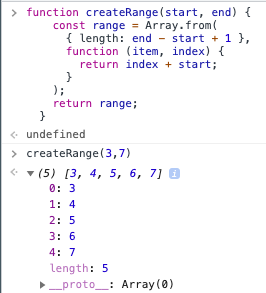 > function createRange(start, end) {
    const range = Array.from(
      { length: end – start + 1 },
      function (item, index) {
        return index + start;
      }
    );
    return range;
  }
<· undefined
> createRange(3,7)
<· ▼ (5) [3, 4, 5, 6, 7] i
    0: 3
    1: 4
    2: 5
    3: 6
    4: 7
    length: 5
  ▶ __proto__: Array(0)